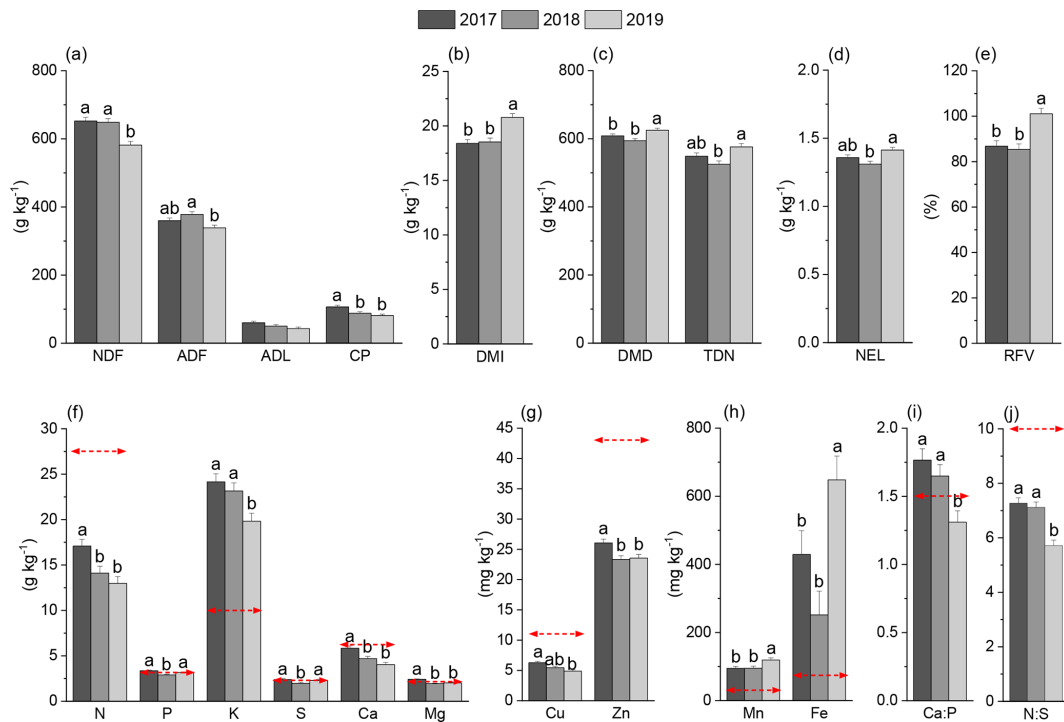 2017 2018 2019
(a) (b) (c) (d) (e)
800 600 400 200 0
(g kg⁻¹)
a a b
ab a b
a b b
NDF ADF ADL CP
25 20 15 10 5 0
(g kg⁻¹)
b b a
DMI
800 600 400 200 0
(g kg⁻¹)
b b a
ab b a
DMD TDN
2.0 1.5 1.0 0.5 0.0
(g kg⁻¹)
ab b a
NEL
120 100 80 60 40 20 0
(%)
b b a
RFV
(f) (g) (h) (i) (j)
30 25 20 15 10 5 0
(g kg⁻¹)
a b b
a b a
a a b
a b a
a b b
a b b
N P K S Ca Mg
45 40 35 30 25 20 15 10 5 0
(mg kg⁻¹)
a ab b
a b b
Cu Zn
800 600 400 200 0
(mg kg⁻¹)
b b a
b b a
Mn Fe
2.0 1.5 1.0 0.5 0.0
a a b
Ca:P
10 8 6 4 2 0
a a b
N:S